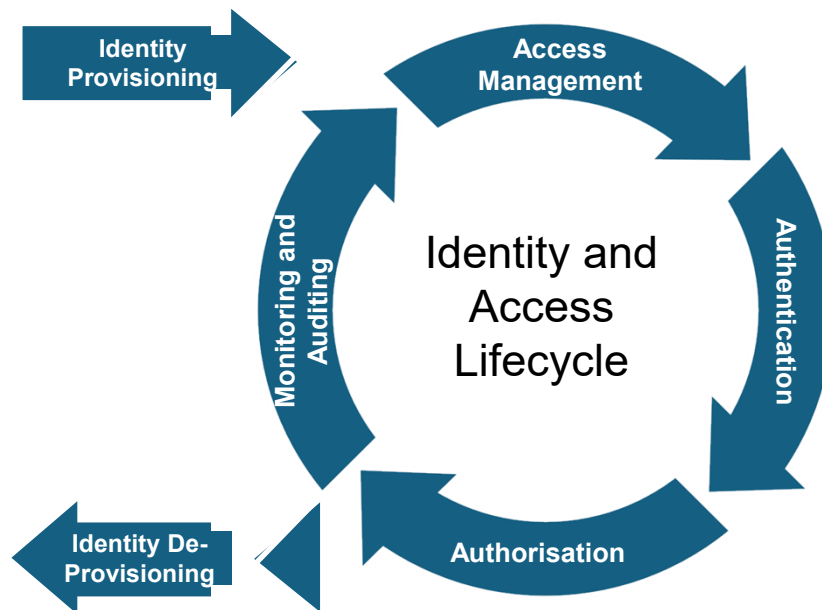 Identity
Provisioning
Access
Management
Authentication
Identity and
Access
Lifecycle
Monitoring and
Auditing
Authorisation
Identity De-
Provisioning